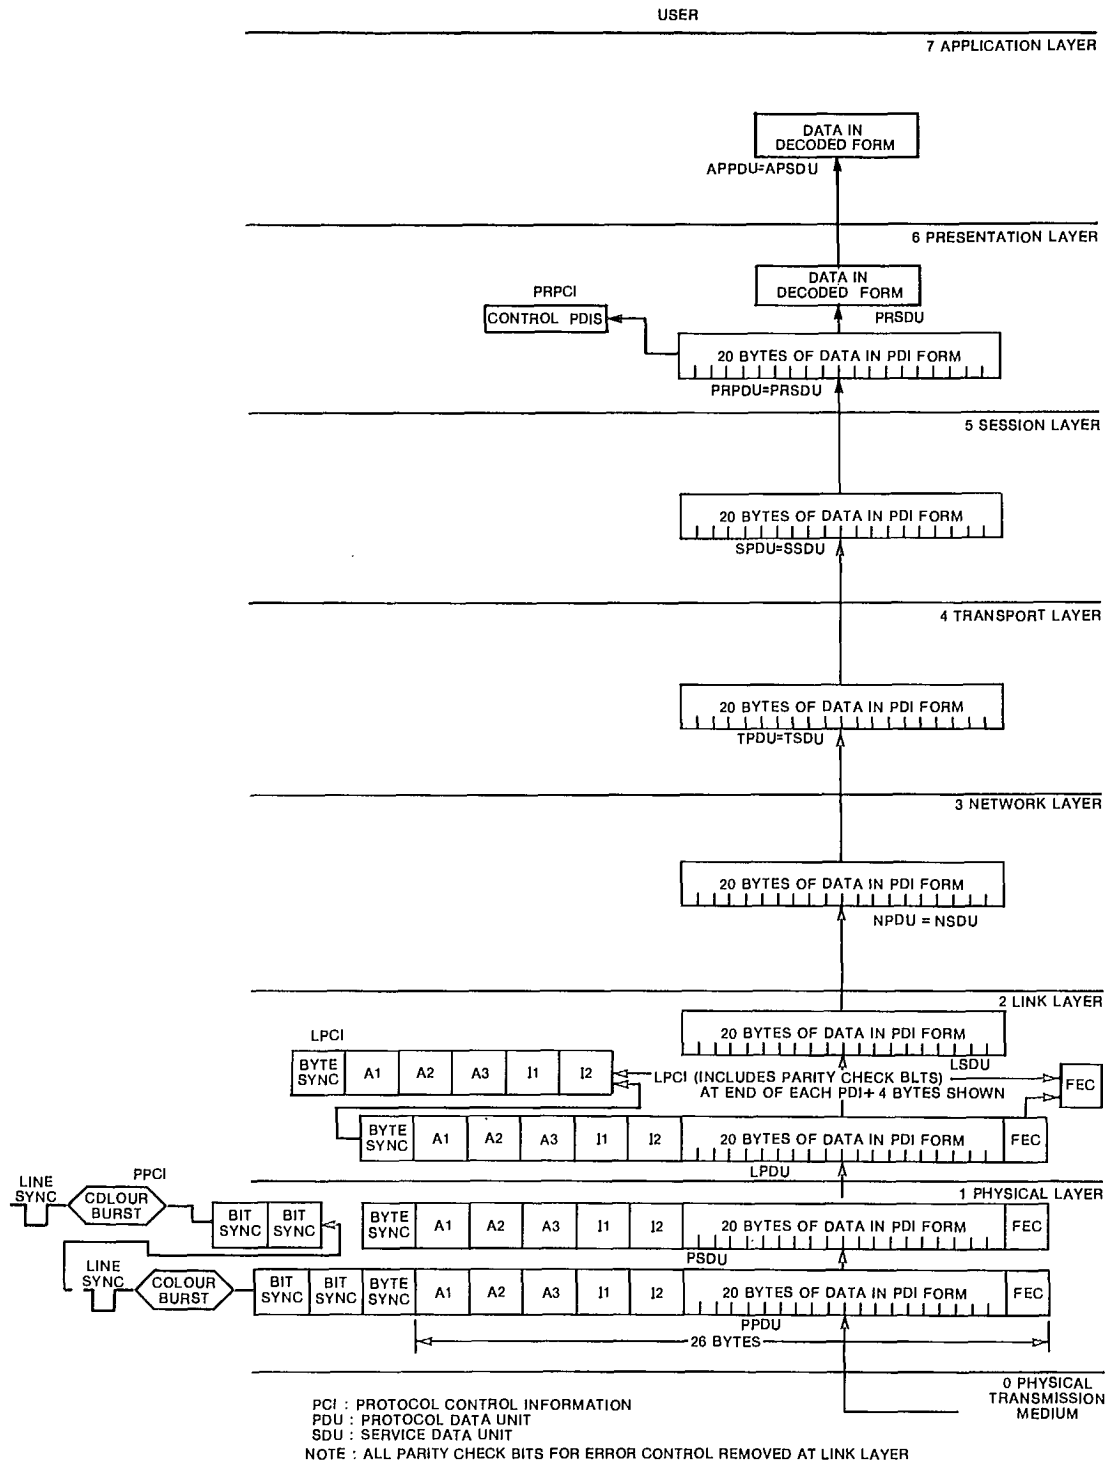 USER
7 APPLICATION LAYER
DATA IN
DECODED FORM
APPDU=APSDU
6 PRESENTATION LAYER
DATA IN
DECODED FORM
PRPCI
CONTROL PDIS
PRSDU
20 BYTES OF DATA IN PDI FORM
PRPDU=PRSDU
5 SESSION LAYER
20 BYTES OF DATA IN PDI FORM
SPDU=SSDU
4 TRANSPORT LAYER
20 BYTES OF DATA IN PDI FORM
TPDU=TSDU
3 NETWORK LAYER
20 BYTES OF DATA IN PDI FORM
NPDU = NSDU
2 LINK LAYER
20 BYTES OF DATA IN PDI FORM
LSDU
LPCI
BYTE SYNC A1 A2 A3 I1 I2
LPCI (INCLUDES PARITY CHECK BLTS)
AT END OF EACH PDI+ 4 BYTES SHOWN
FEC
BYTE SYNC A1 A2 A3 I1 I2 20 BYTES OF DATA IN PDI FORM FEC
LPDU
1 PHYSICAL LAYER
PPCI
LINE SYNC
CDLOUR BURST
BIT SYNC BIT SYNC
BYTE SYNC A1 A2 A3 I1 I2 20 BYTES OF DATA IN PDI FORM FEC
PSDU
LINE SYNC
COLOUR BURST
BIT SYNC BIT SYNC BYTE SYNC A1 A2 A3 I1 I2 20 BYTES OF DATA IN PDI FORM FEC
PPDU
26 BYTES
0 PHYSICAL
TRANSMISSION
MEDIUM
PCI : PROTOCOL CONTROL INFORMATION
PDU : PROTOCOL DATA UNIT
SDU : SERVICE DATA UNIT
NOTE : ALL PARITY CHECK BITS FOR ERROR CONTROL REMOVED AT LINK LAYER